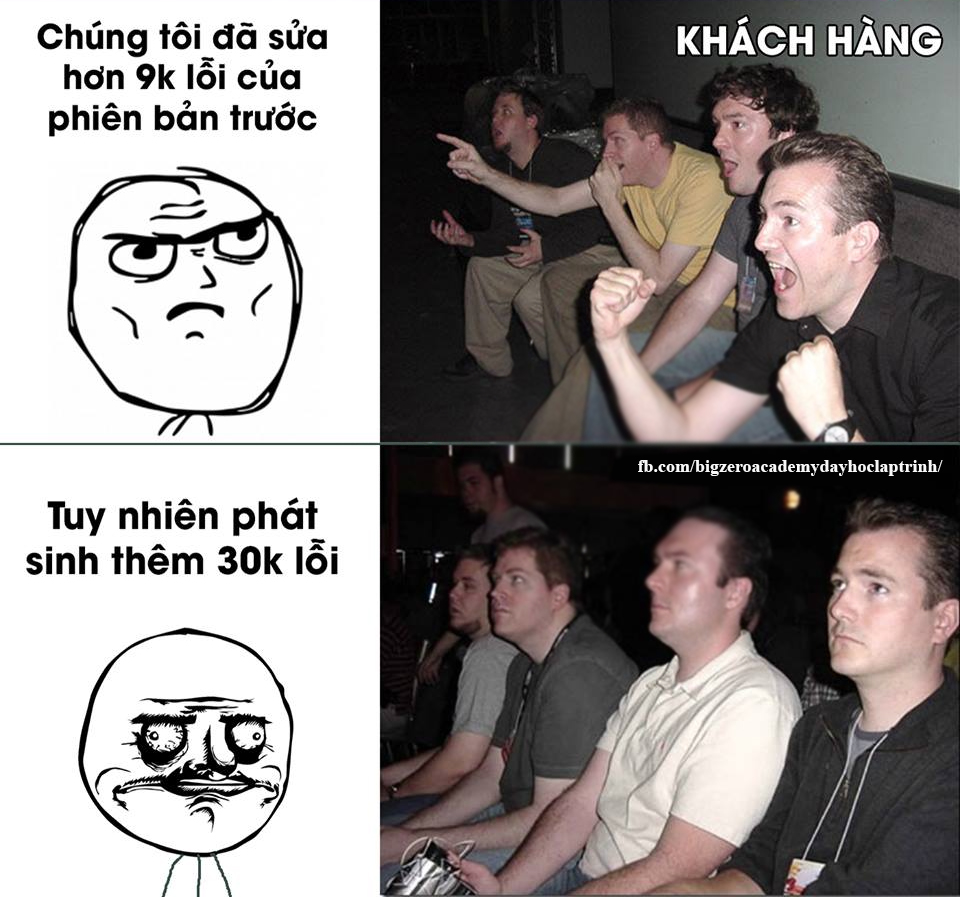 Chúng tôi đã sửa
hơn 9k lỗi của
phiên bản trước
KHÁCH HÀNG
fb.com/bigzeroacademydayhoclaptrinh/
Tuy nhiên phát
sinh thêm 30k lỗi